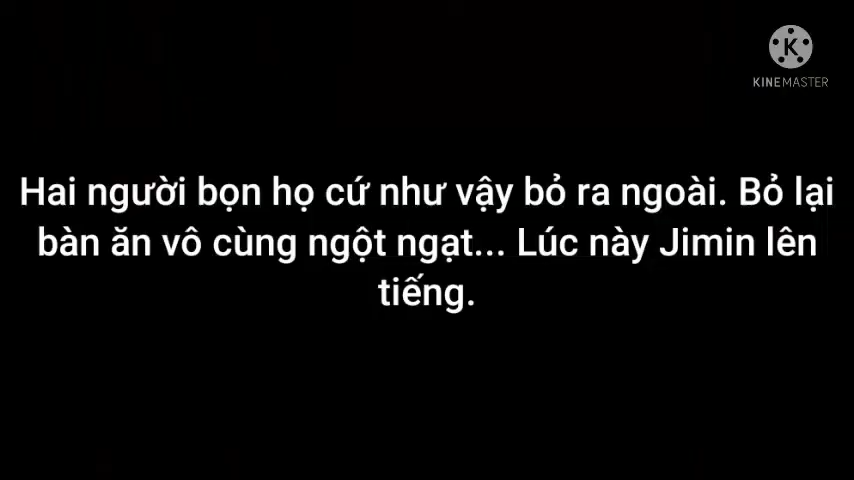 KINEMASTER
Hai người bọn họ cứ như vậy bỏ ra ngoài. Bỏ lại
bàn ăn vô cùng ngột ngạt... Lúc này Jimin lên
tiếng.